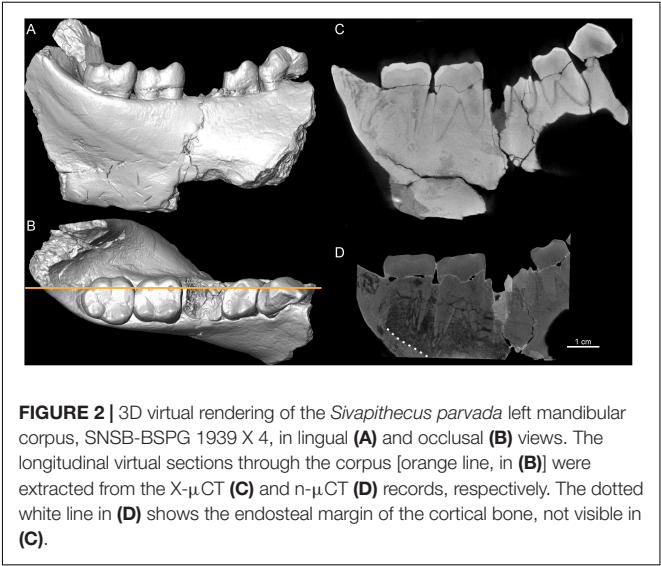 A
C
B
D
1 cm
FIGURE 2 | 3D virtual rendering of the Sivapithecus parvada left mandibular
corpus, SNSB-BSPG 1939 X 4, in lingual (A) and occlusal (B) views. The
longitudinal virtual sections through the corpus [orange line, in (B)] were
extracted from the X-μCT (C) and n-μCT (D) records, respectively. The dotted
white line in (D) shows the endosteal margin of the cortical bone, not visible in
(C).